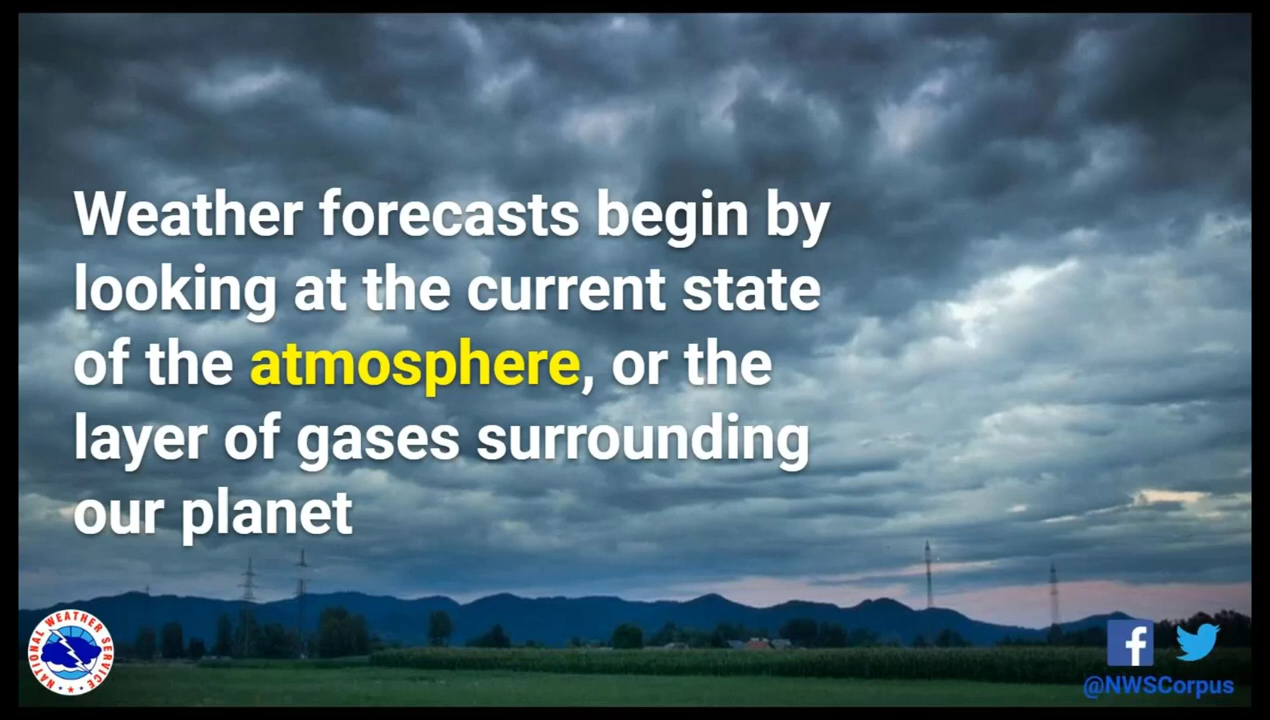 Weather forecasts begin by
looking at the current state
of the atmosphere, or the
layer of gases surrounding
our planet
NATIONAL WEATHER SERVICE
@NWSCorpus